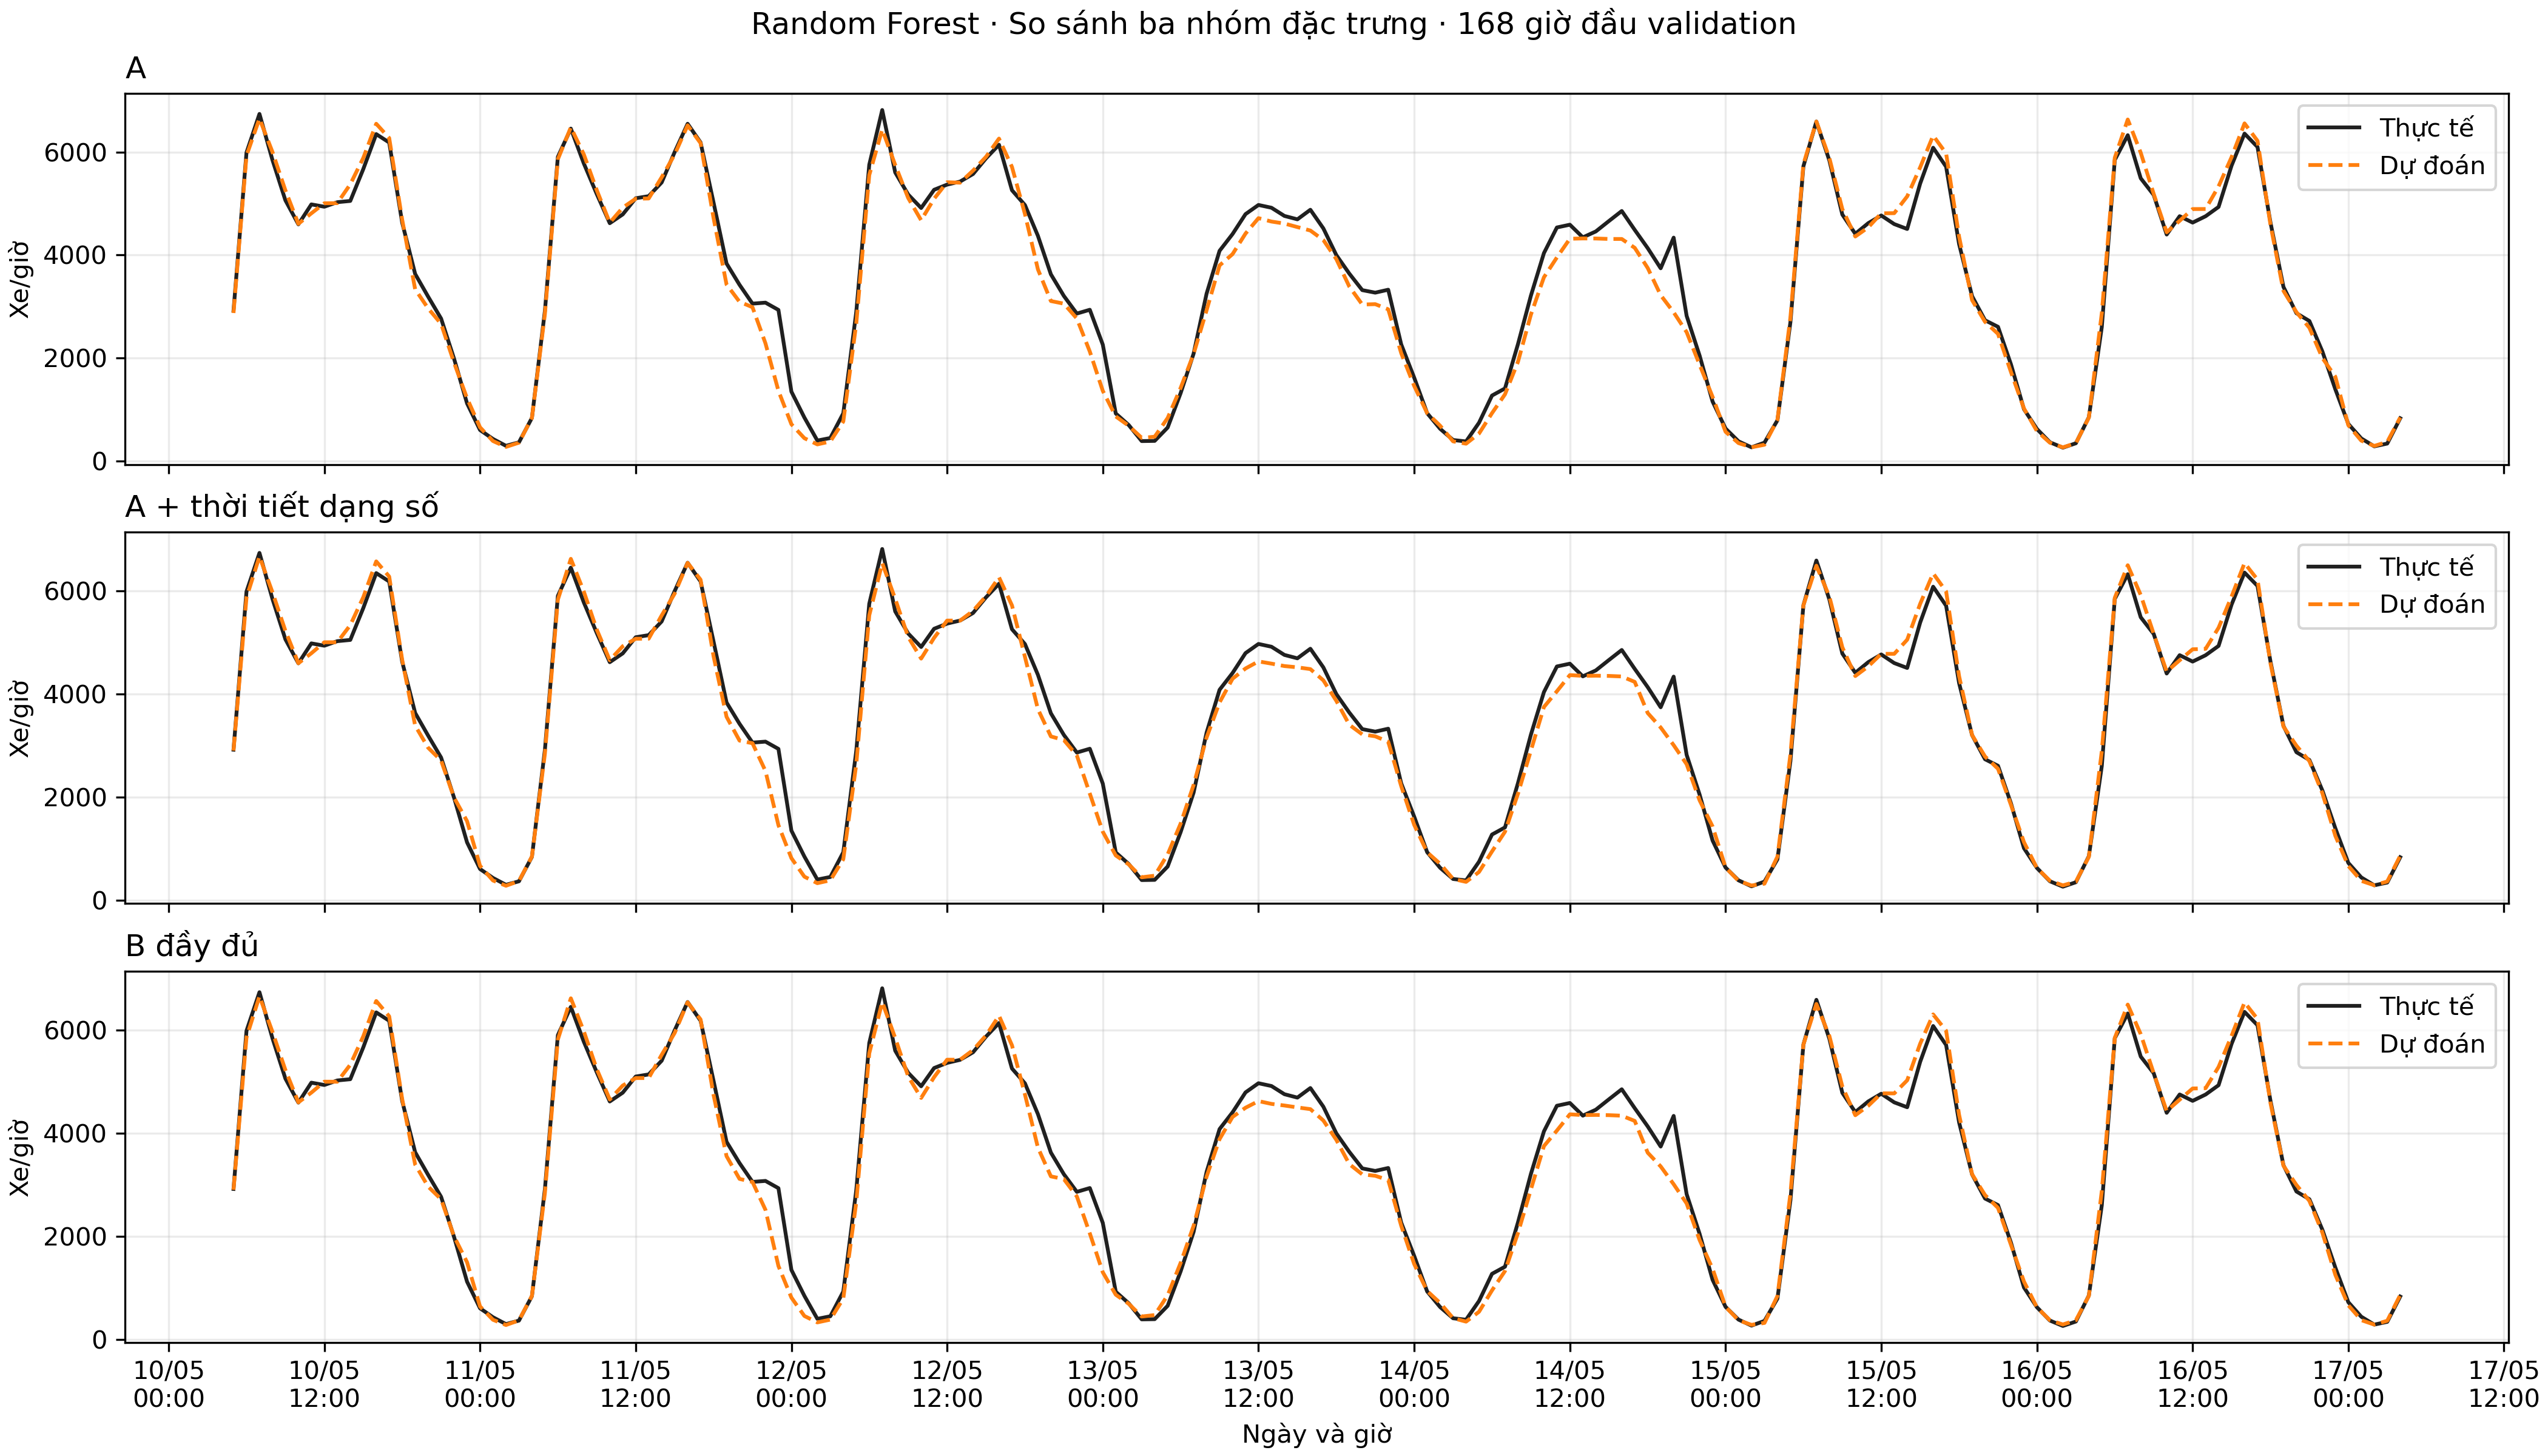 Random Forest · So sánh ba nhóm đặc trưng · 168 giờ đầu validation
A
Xe/giờ
6000
4000
2000
0
Thực tế
Dự đoán
A + thời tiết dạng số
Xe/giờ
6000
4000
2000
0
Thực tế
Dự đoán
B đầy đủ
Xe/giờ
6000
4000
2000
0
Thực tế
Dự đoán
10/05 10/05 11/05 11/05 12/05 12/05 13/05 13/05 14/05 14/05 15/05 15/05 16/05 16/05 17/05 17/05
00:00 12:00 00:00 12:00 00:00 12:00 00:00 12:00 00:00 12:00 00:00 12:00 00:00 12:00 00:00 12:00
Ngày và giờ